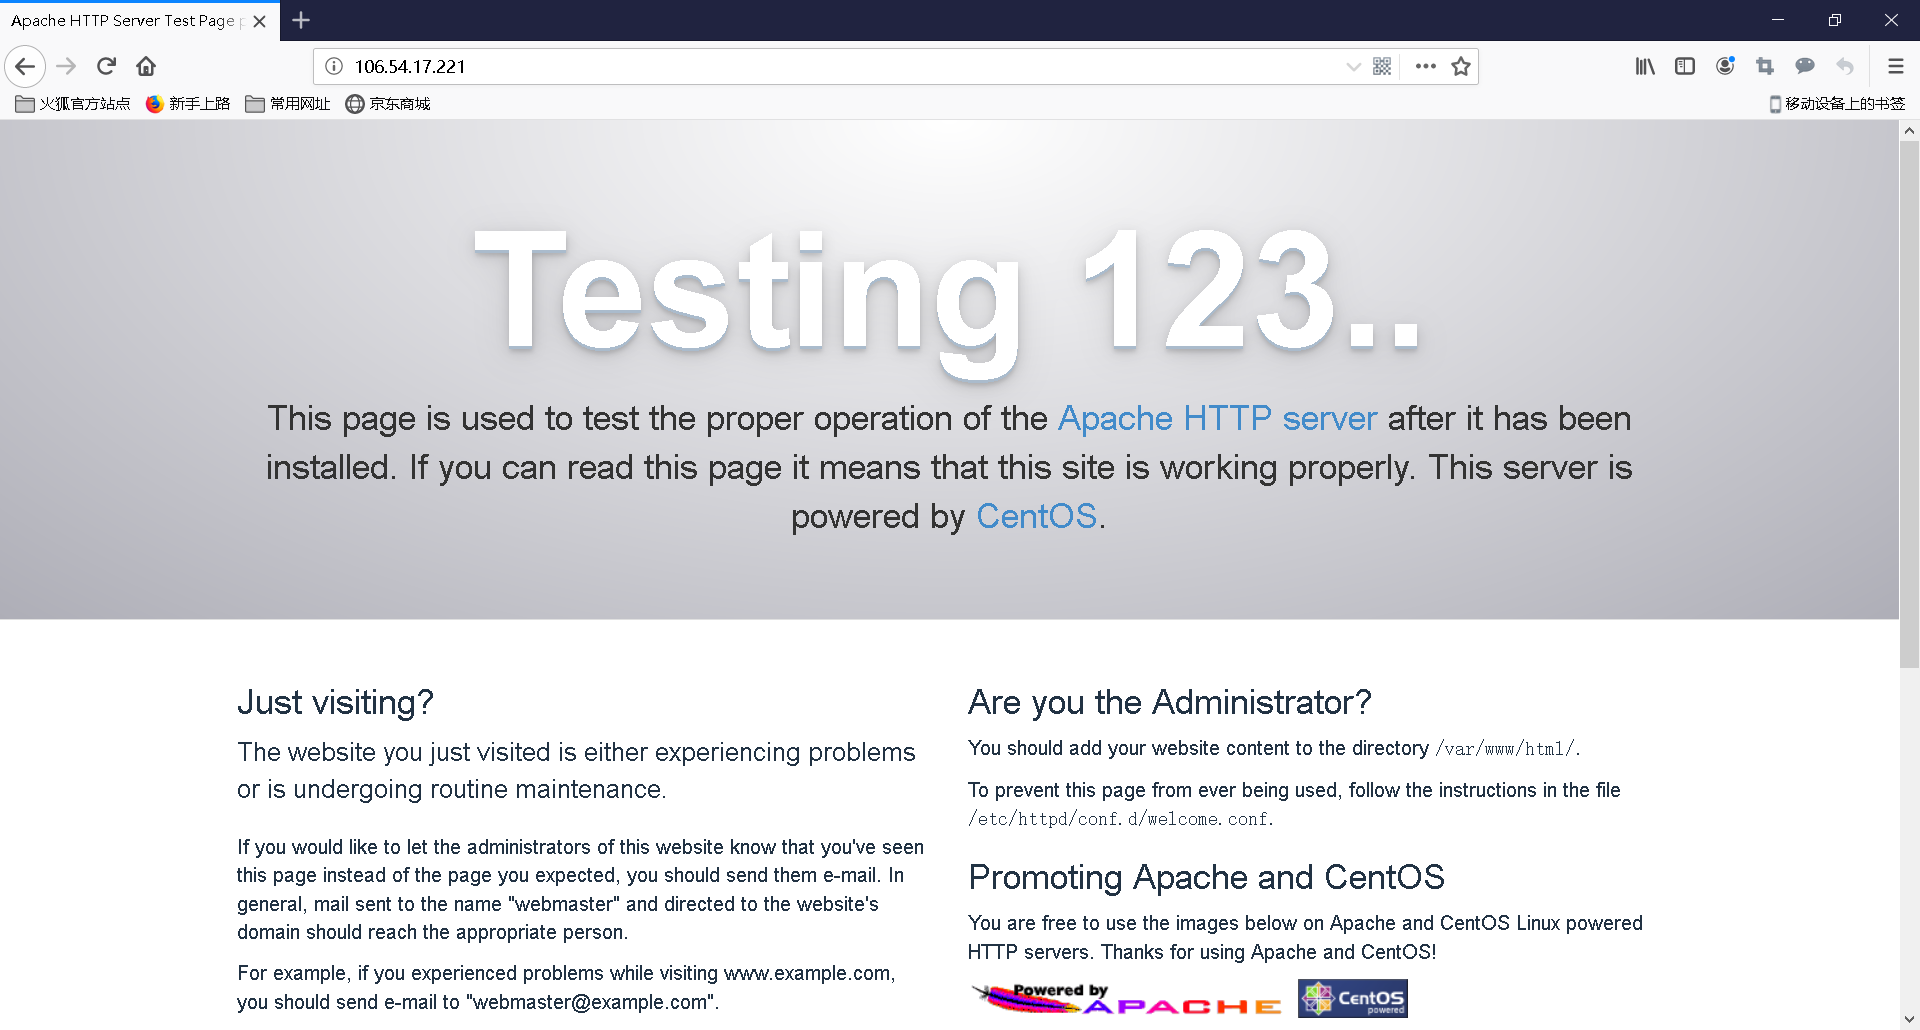 Apache HTTP Server Test Page
106.54.17.221
火狐官方站点 新手上路 常用网址 京东商城 移动设备上的书签
Testing 123..
This page is used to test the proper operation of the Apache HTTP server after it has been
installed. If you can read this page it means that this site is working properly. This server is
powered by CentOS.
Just visiting?
The website you just visited is either experiencing problems
or is undergoing routine maintenance.
If you would like to let the administrators of this website know that you've seen
this page instead of the page you expected, you should send them e-mail. In
general, mail sent to the name "webmaster" and directed to the website's
domain should reach the appropriate person.
For example, if you experienced problems while visiting www.example.com,
you should send e-mail to "webmaster@example.com".
Are you the Administrator?
You should add your website content to the directory /var/www/html/.
To prevent this page from ever being used, follow the instructions in the file
/etc/httpd/conf.d/welcome.conf.
Promoting Apache and CentOS
You are free to use the images below on Apache and CentOS Linux powered
HTTP servers. Thanks for using Apache and CentOS!
Powered by
APACHE
CentOS
powered